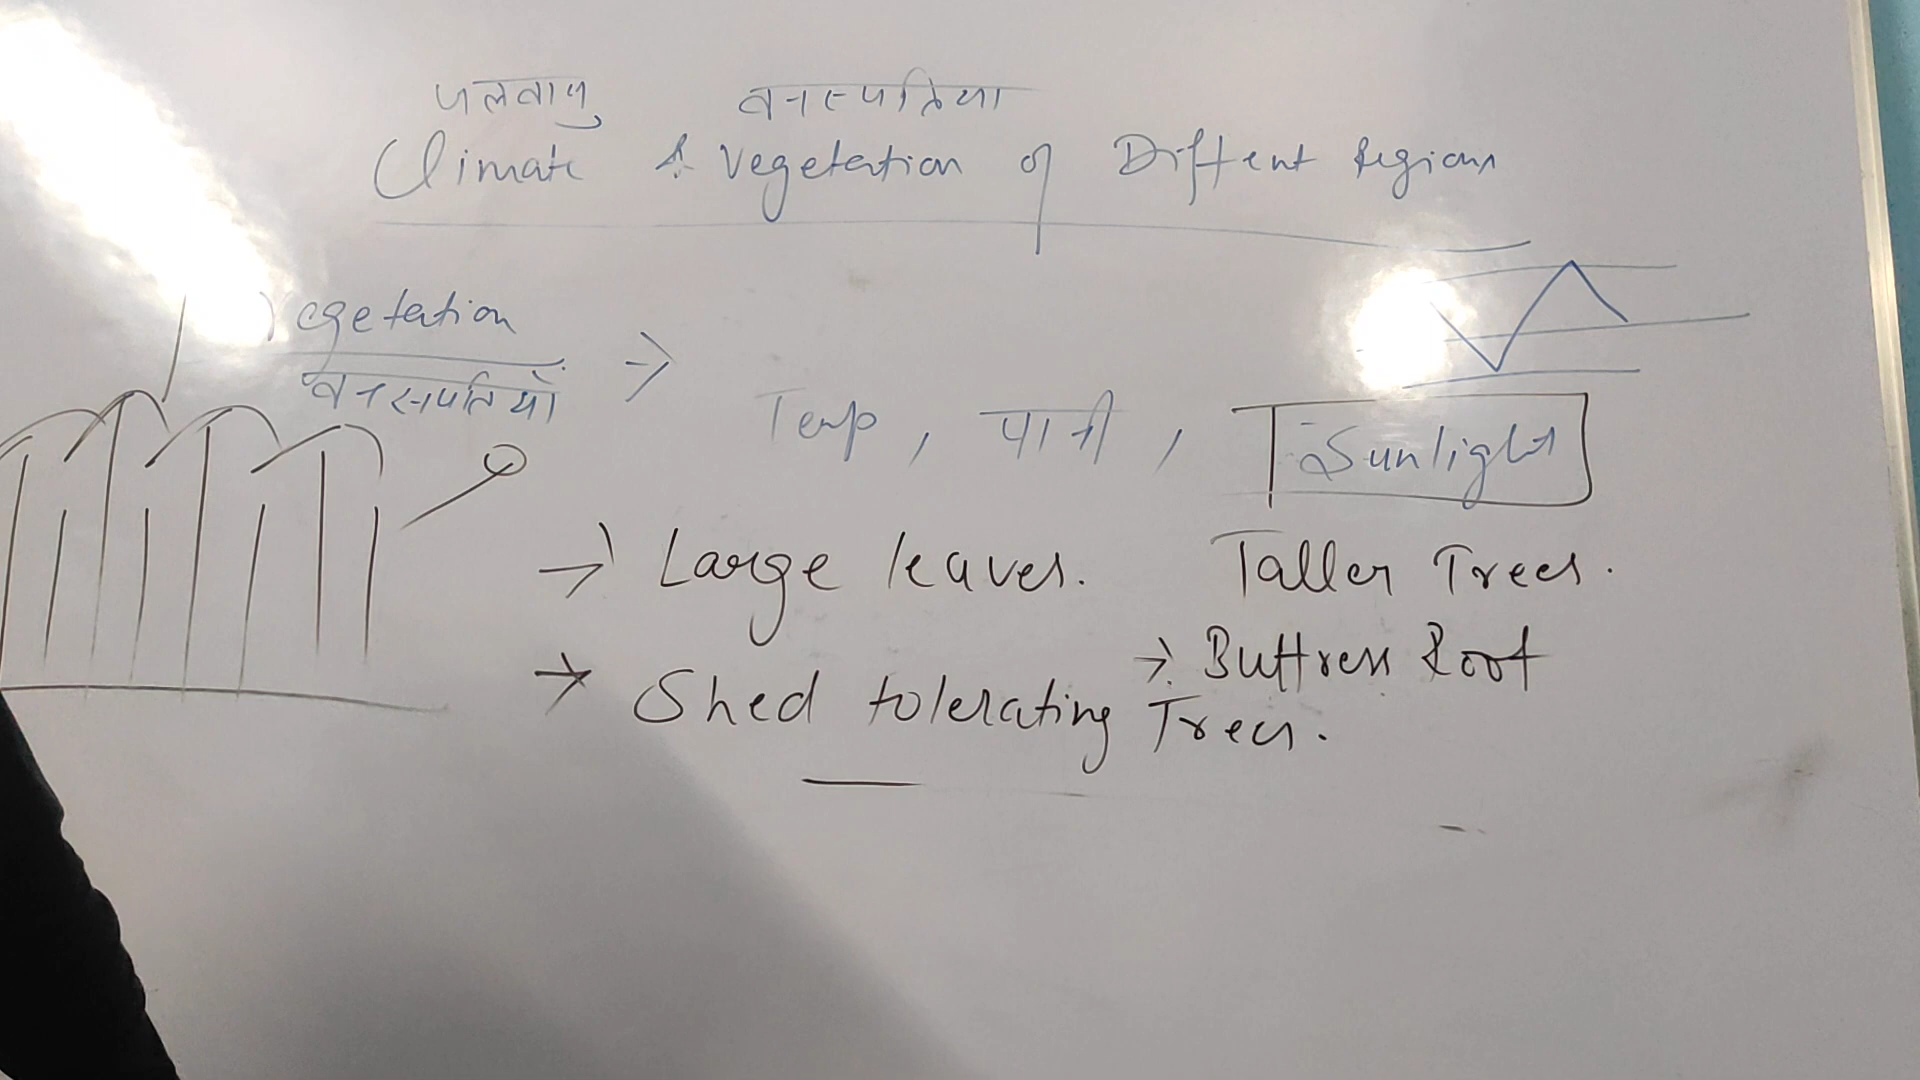 जलवायु वनस्पतिया
Climate & Vegetation of Diffent Regions
Vegetation
वनस्पतियाँ →
Temp, पानी, Sunlight
→ Large leaves. Taller Trees.
→ Buttress Root
→ Shed tolerating Trees.